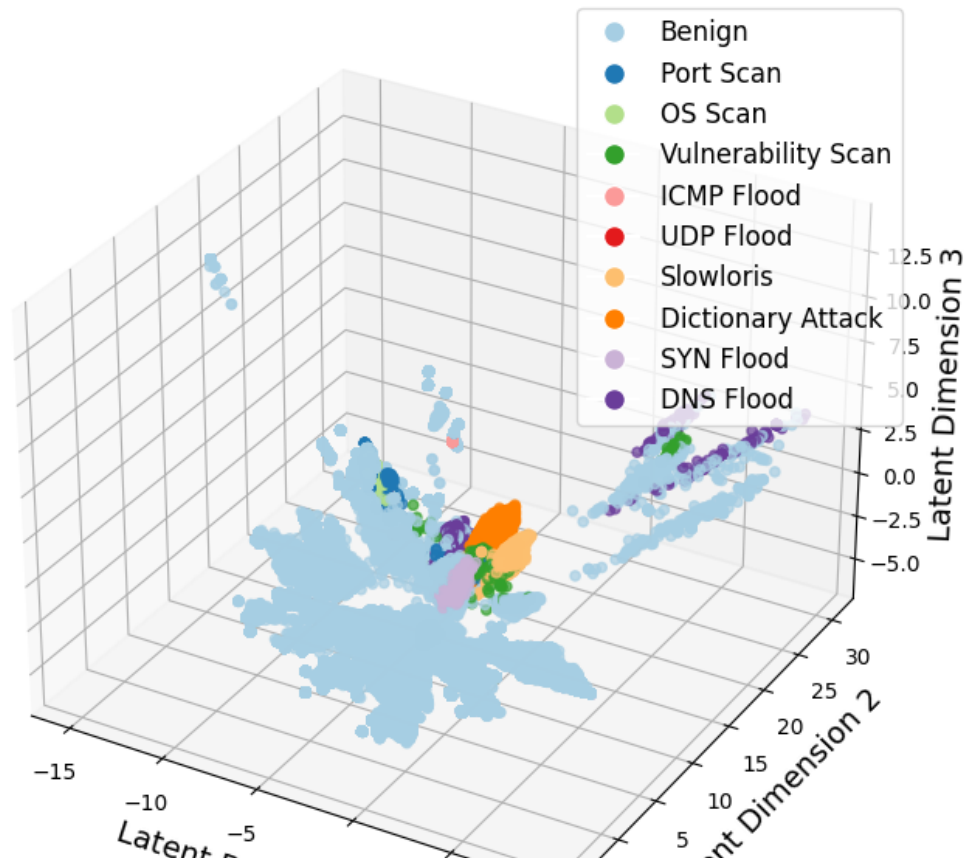 Benign
Port Scan
OS Scan
Vulnerability Scan
ICMP Flood
UDP Flood
Slowloris
Dictionary Attack
SYN Flood
DNS Flood
12.5
10.0
7.5
5.0
2.5
0.0
−2.5
−5.0
Latent Dimension 3
30
25
20
15
10
5
nt Dimension 2
−15
−10
−5
Latent